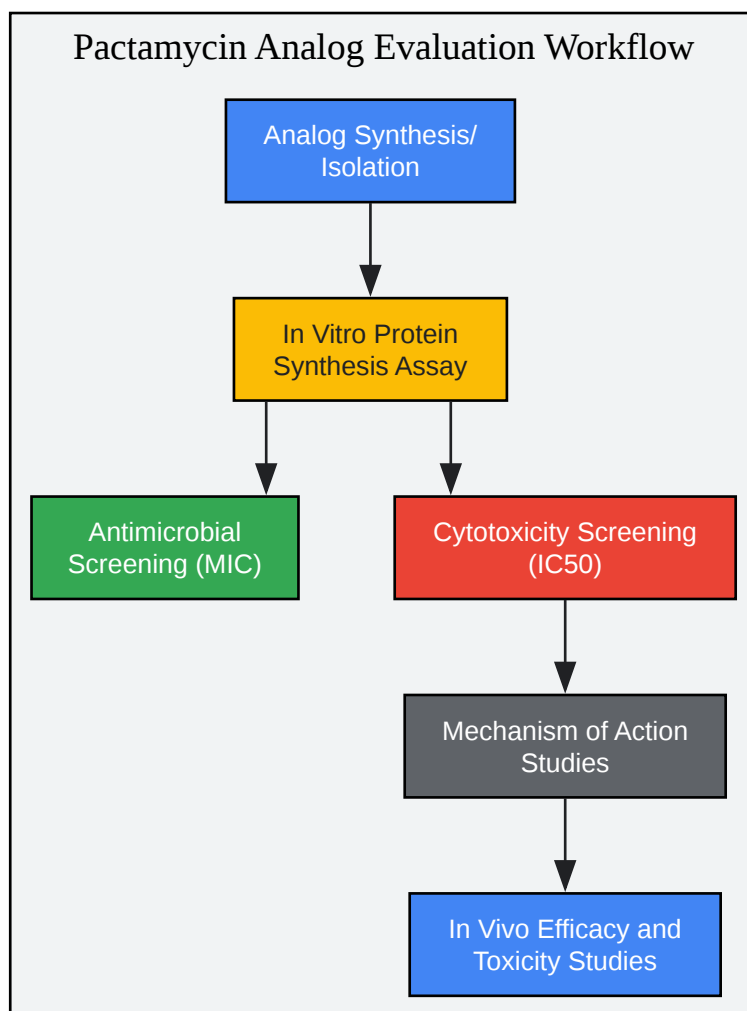 Pactamycin Analog Evaluation Workflow
Analog Synthesis/
Isolation
In Vitro Protein
Synthesis Assay
Antimicrobial
Screening (MIC)
Cytotoxicity Screening
(IC50)
Mechanism of Action
Studies
In Vivo Efficacy and
Toxicity Studies